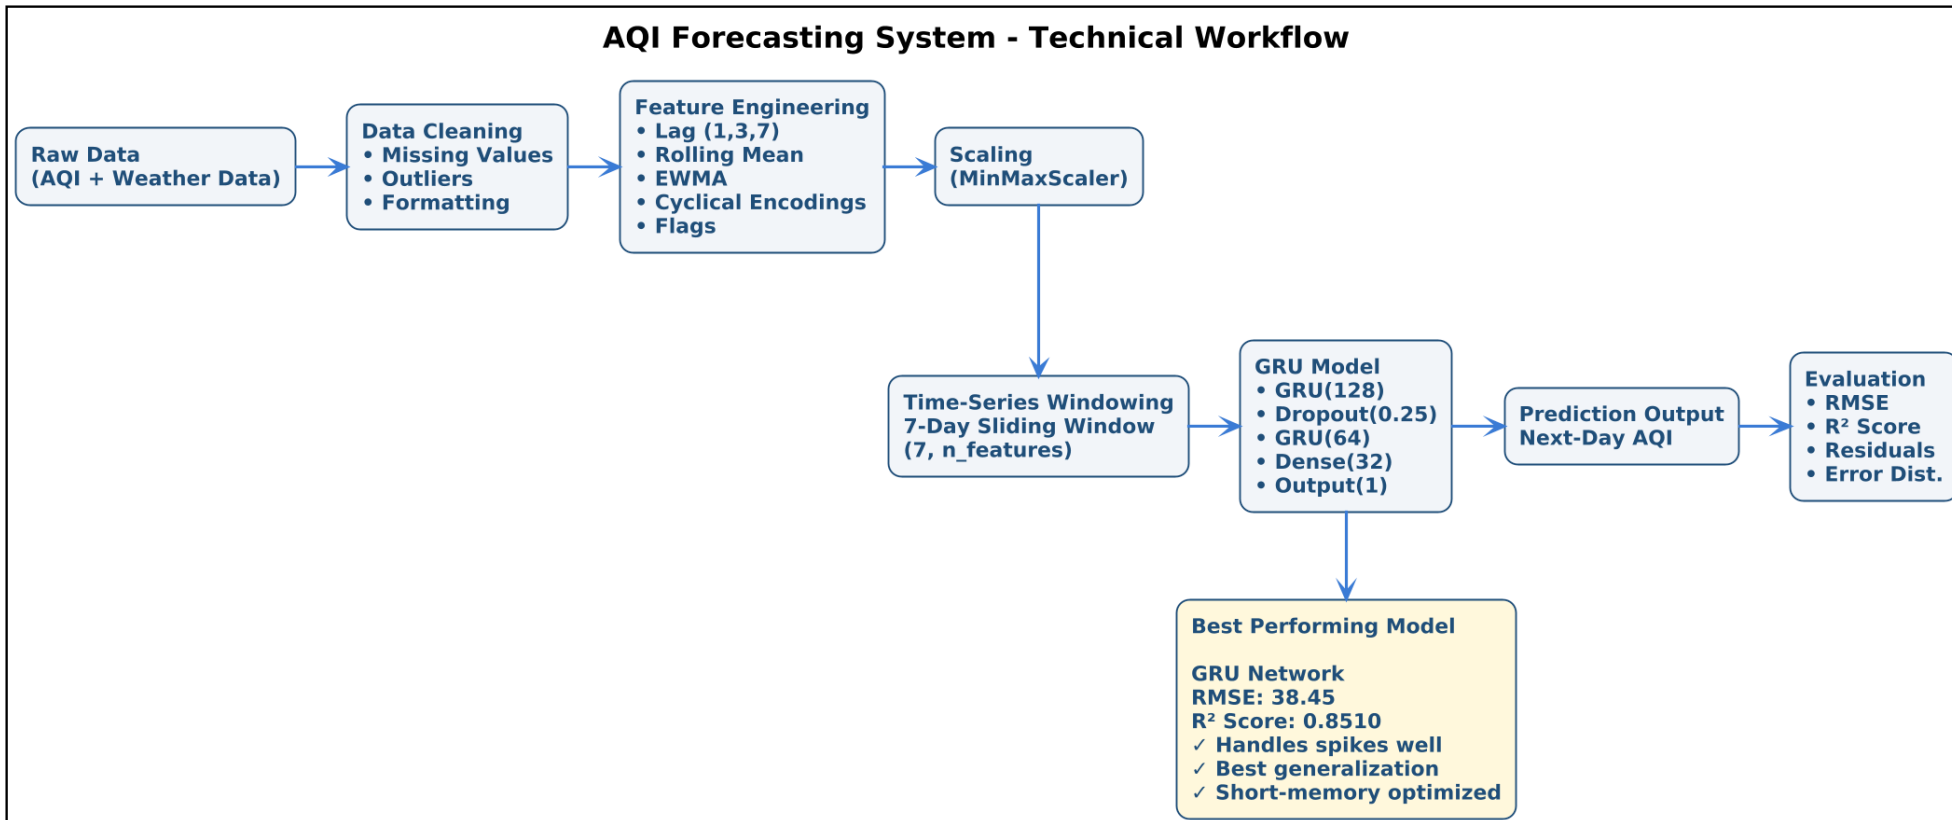 AQI Forecasting System - Technical Workflow
Raw Data
(AQI + Weather Data)
Data Cleaning
• Missing Values
• Outliers
• Formatting
Feature Engineering
• Lag (1,3,7)
• Rolling Mean
• EWMA
• Cyclical Encodings
• Flags
Scaling
(MinMaxScaler)
Time-Series Windowing
7-Day Sliding Window
(7, n_features)
GRU Model
• GRU(128)
• Dropout(0.25)
• GRU(64)
• Dense(32)
• Output(1)
Prediction Output
Next-Day AQI
Evaluation
• RMSE
• R² Score
• Residuals
• Error Dist.
Best Performing Model
GRU Network
RMSE: 38.45
R² Score: 0.8510
✓ Handles spikes well
✓ Best generalization
✓ Short-memory optimized